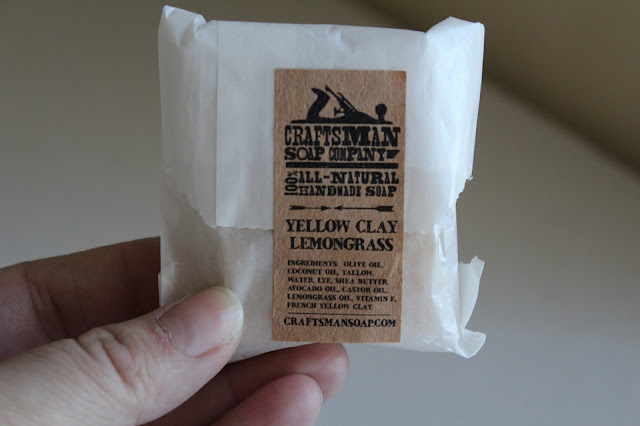 CRAFTSMAN
SOAP COMPANY
100% ALL-NATURAL
HANDMADE SOAP
YELLOW CLAY
LEMONGRASS
INGREDIENTS: OLIVE OIL,
COCONUT OIL, TALLOW,
WATER, LYE, SHEA BUTTER,
AVOCADO OIL, CASTOR OIL,
LEMONGRASS OIL, VITAMIN E,
FRENCH YELLOW CLAY
CRAFTSMANSOAP.COM